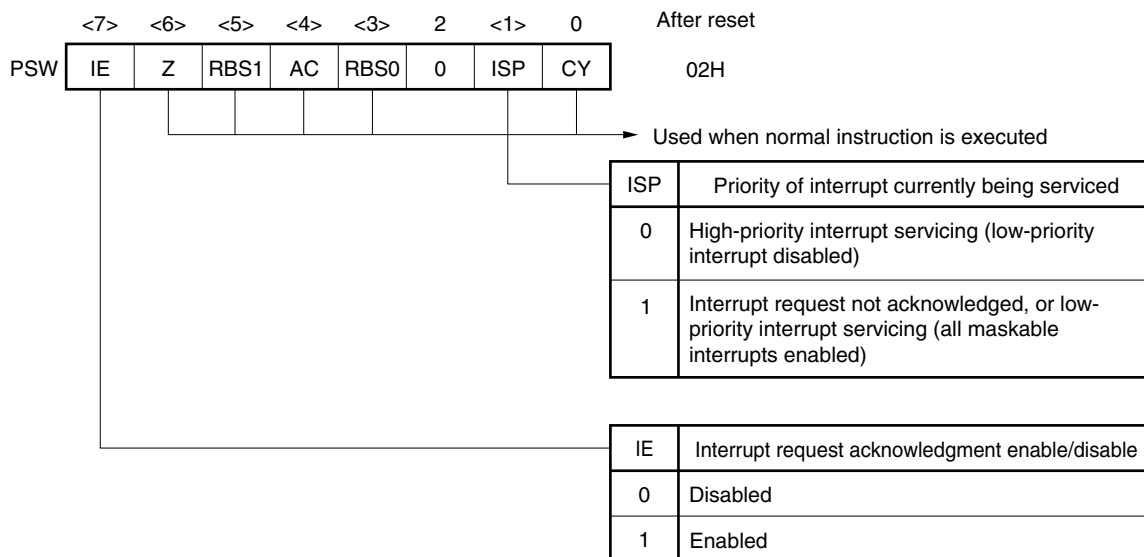 <7> <6> <5> <4> <3> 2 <1> 0 After reset
PSW IE Z RBS1 AC RBS0 0 ISP CY 02H
Used when normal instruction is executed
ISP Priority of interrupt currently being serviced
0 High-priority interrupt servicing (low-priority
interrupt disabled)
1 Interrupt request not acknowledged, or low-
priority interrupt servicing (all maskable
interrupts enabled)
IE Interrupt request acknowledgment enable/disable
0 Disabled
1 Enabled